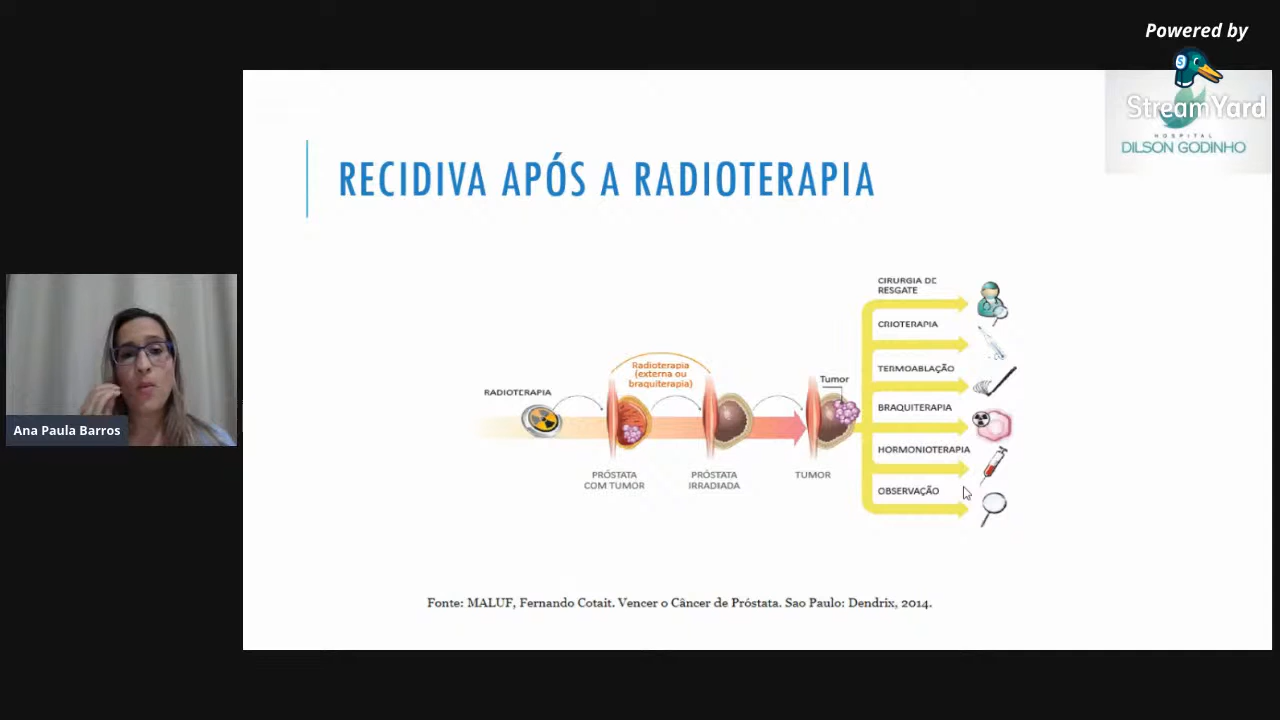 Powered by
StreamYard
HOSPITAL
DILSON GODINHO
RECIDIVA APÓS A RADIOTERAPIA
CIRURGIA DE
RESGATE
CRIOTERAPIA
TERMOABLAÇÃO
BRAQUITERAPIA
HORMONIOTERAPIA
OBSERVAÇÃO
Radioterapia
(externa ou
braquiterapia)
Tumor
RADIOTERAPIA
PRÓSTATA
COM TUMOR
PRÓSTATA
IRRADIADA
TUMOR
Ana Paula Barros
Fonte: MALUF, Fernando Cotait. Vencer o Câncer de Próstata. Sao Paulo: Dendrix, 2014.